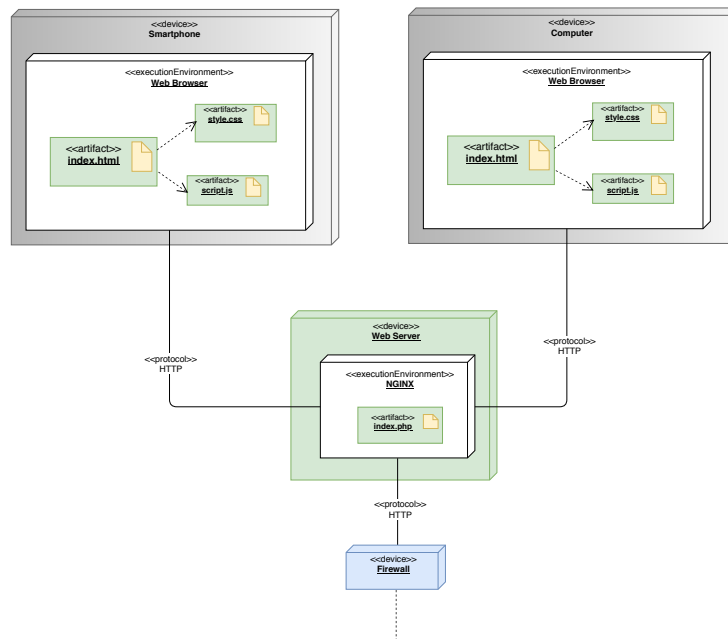 <<device>>
Smartphone
<<executionEnvironment>>
Web Browser
<<artifact>>
style.css
<<artifact>>
index.html
<<artifact>>
script.js
<<device>>
Computer
<<executionEnvironment>>
Web Browser
<<artifact>>
style.css
<<artifact>>
index.html
<<artifact>>
script.js
<<protocol>>
HTTP
<<protocol>>
HTTP
<<device>>
Web Server
<<executionEnvironment>>
NGINX
<<artifact>>
index.php
<<protocol>>
HTTP
<<device>>
Firewall